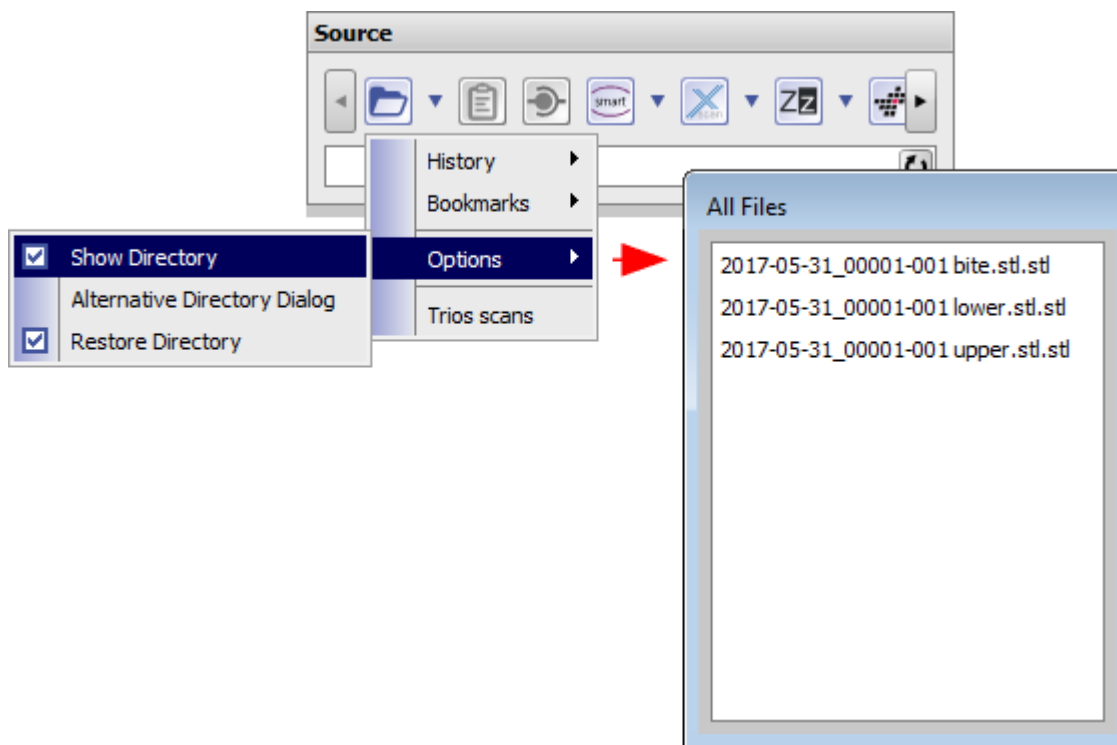 Source
smart
scan
Zz
History
Bookmarks
Options
Trios scans
Show Directory
Alternative Directory Dialog
Restore Directory
All Files
2017-05-31_00001-001 bite.stl.stl
2017-05-31_00001-001 lower.stl.stl
2017-05-31_00001-001 upper.stl.stl